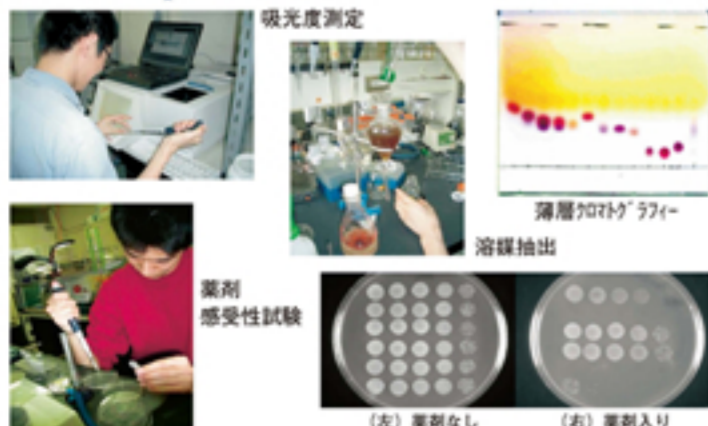 吸光度測定
薄層クロマトグラフィー
溶媒抽出
薬剤
感受性試験
(左) 薬剤なし
(右) 薬剤入り